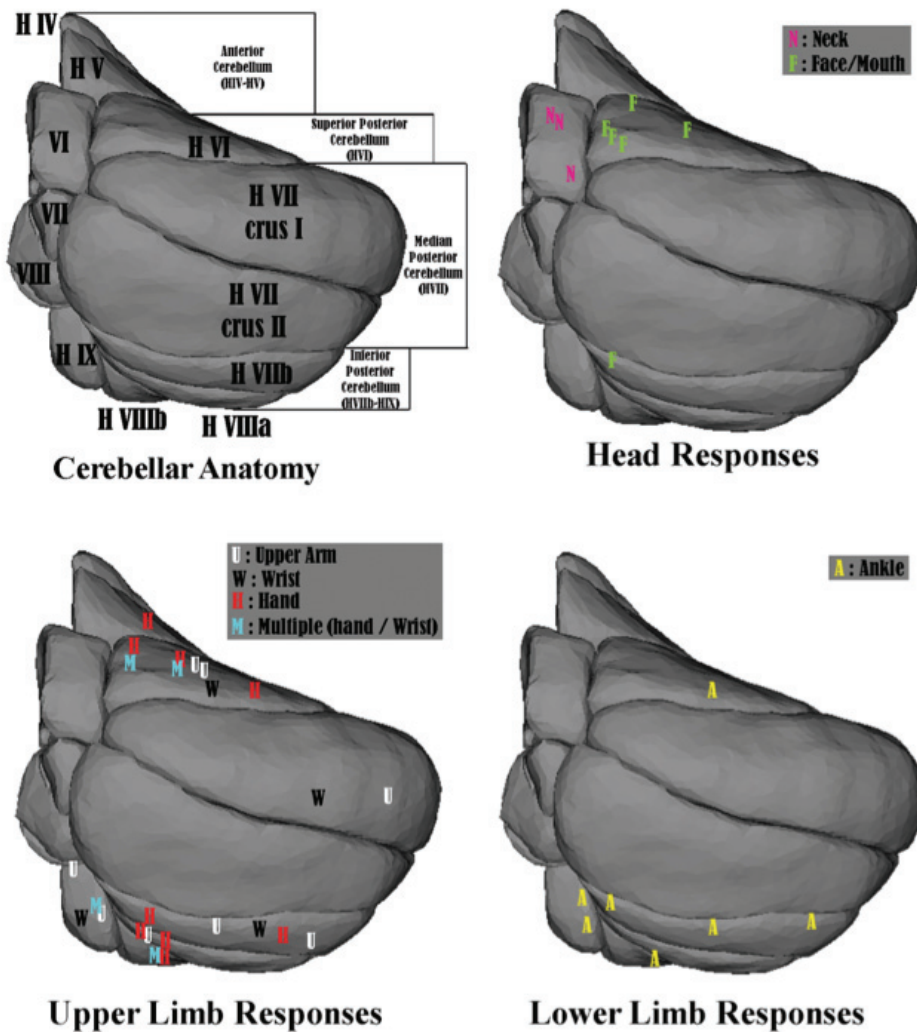 H IV
H V
Anterior
Cerebellum
(HIV-HV)
VI
H VI
Superior Posterior
Cerebellum
(HVI)
VII
H VII
crus I
VIII
H VII
crus II
Median
Posterior
Cerebellum
(HVII)
H IX
H VIIb
Inferior
Posterior
Cerebellum
(HVIIb-HIX)
H VIIIb
H VIIIa
Cerebellar Anatomy
N : Neck
F : Face/Mouth
F
N N
F F
F F
F
N
F
Head Responses
U : Upper Arm
W : Wrist
H : Hand
M : Multiple (hand / Wrist)
H
H
M
H
M
U U
W
H
W
U
U
M
W
U
H
H
U
H
M
H
U
W
H
U
Upper Limb Responses
A : Ankle
A
A
A
A
A
A
A
Lower Limb Responses